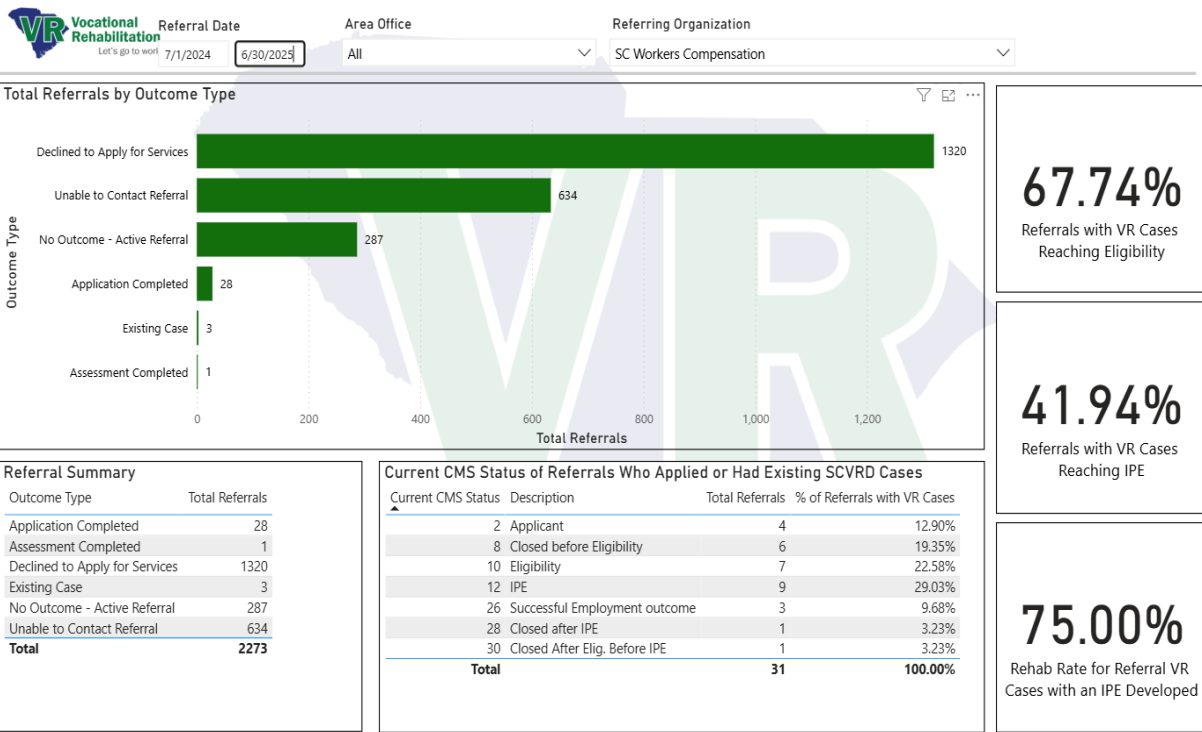 VR Vocational Rehabilitation
Let's go to work
Referral Date
7/1/2024 6/30/2025
Area Office
All
Referring Organization
SC Workers Compensation
Total Referrals by Outcome Type
Outcome Type
Declined to Apply for Services 1320
Unable to Contact Referral 634
No Outcome - Active Referral 287
Application Completed 28
Existing Case 3
Assessment Completed 1
0 200 400 600 800 1,000 1,200
Total Referrals
67.74%
Referrals with VR Cases
Reaching Eligibility
41.94%
Referrals with VR Cases
Reaching IPE
75.00%
Rehab Rate for Referral VR
Cases with an IPE Developed
Referral Summary
Outcome Type Total Referrals
Application Completed 28
Assessment Completed 1
Declined to Apply for Services 1320
Existing Case 3
No Outcome - Active Referral 287
Unable to Contact Referral 634
Total 2273
Current CMS Status of Referrals Who Applied or Had Existing SCVRD Cases
Current CMS Status Description Total Referrals % of Referrals with VR Cases
2 Applicant 4 12.90%
8 Closed before Eligibility 6 19.35%
10 Eligibility 7 22.58%
12 IPE 9 29.03%
26 Successful Employment outcome 3 9.68%
28 Closed after IPE 1 3.23%
30 Closed After Elig. Before IPE 1 3.23%
Total 31 100.00%
VR